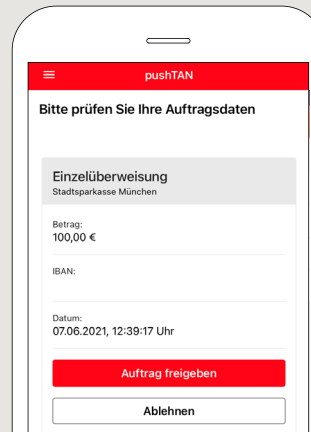 pushTAN
Bitte prüfen Sie Ihre Auftragsdaten
Einzelüberweisung
Stadtsparkasse München
Betrag:
100,00 €
IBAN:
Datum:
07.06.2021, 12:39:17 Uhr
Auftrag freigeben
Ablehnen